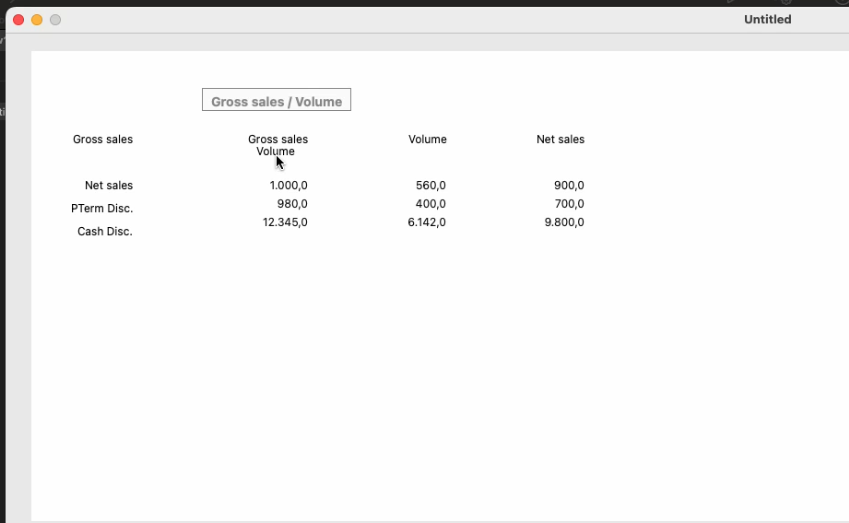 Untitled
Gross sales / Volume
Gross sales Gross sales Volume Net sales
Volume
Net sales 1.000,0 560,0 900,0
PTerm Disc. 980,0 400,0 700,0
Cash Disc. 12.345,0 6.142,0 9.800,0